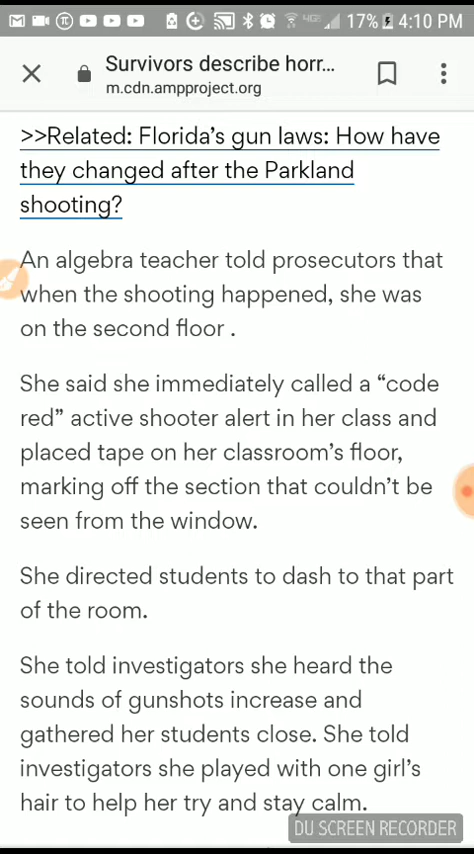 17% 4:10 PM
Survivors describe horr...
m.cdn.ampproject.org
>>Related: Florida’s gun laws: How have
they changed after the Parkland
shooting?
An algebra teacher told prosecutors that
when the shooting happened, she was
on the second floor .
She said she immediately called a “code
red” active shooter alert in her class and
placed tape on her classroom’s floor,
marking off the section that couldn’t be
seen from the window.
She directed students to dash to that part
of the room.
She told investigators she heard the
sounds of gunshots increase and
gathered her students close. She told
investigators she played with one girl’s
hair to help her try and stay calm.
DU SCREEN RECORDER